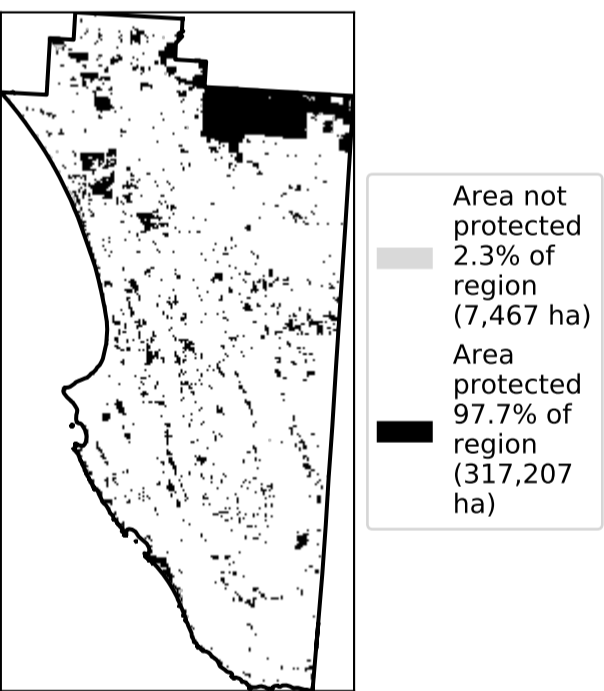 Area not
protected
2.3% of
region
(7,467 ha)
Area
protected
97.7% of
region
(317,207
ha)